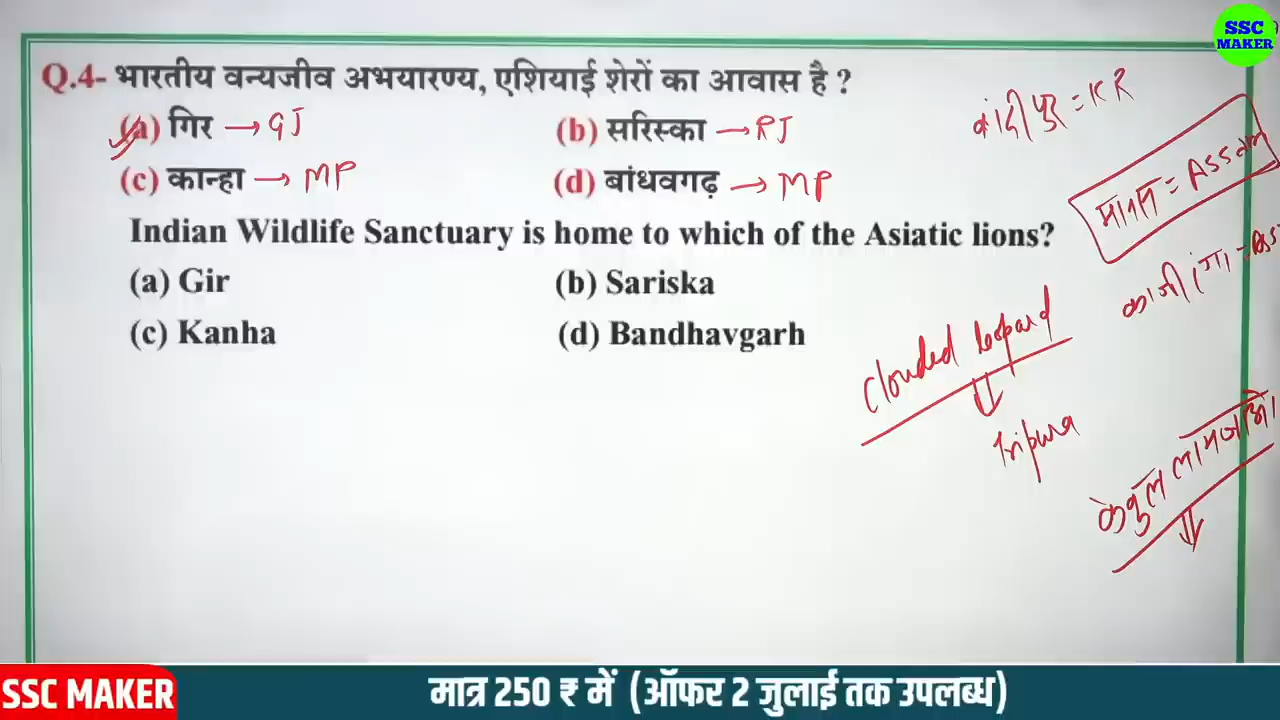 SSC
MAKER
Q.4- भारतीय वन्यजीव अभयारण्य, एशियाई शेरों का आवास है ?
(a) गिर → GJ
(b) सरिस्का → RJ
(c) कान्हा → MP
(d) बांधवगढ़ → MP
Indian Wildlife Sanctuary is home to which of the Asiatic lions?
(a) Gir
(b) Sariska
(c) Kanha
(d) Bandhavgarh
बांदीपुर = KR
मानस = Assam
काजीरंगा
clouded leopard
Tripura
SSC MAKER
मात्र 250 ₹ में (ऑफर 2 जुलाई तक उपलब्ध)